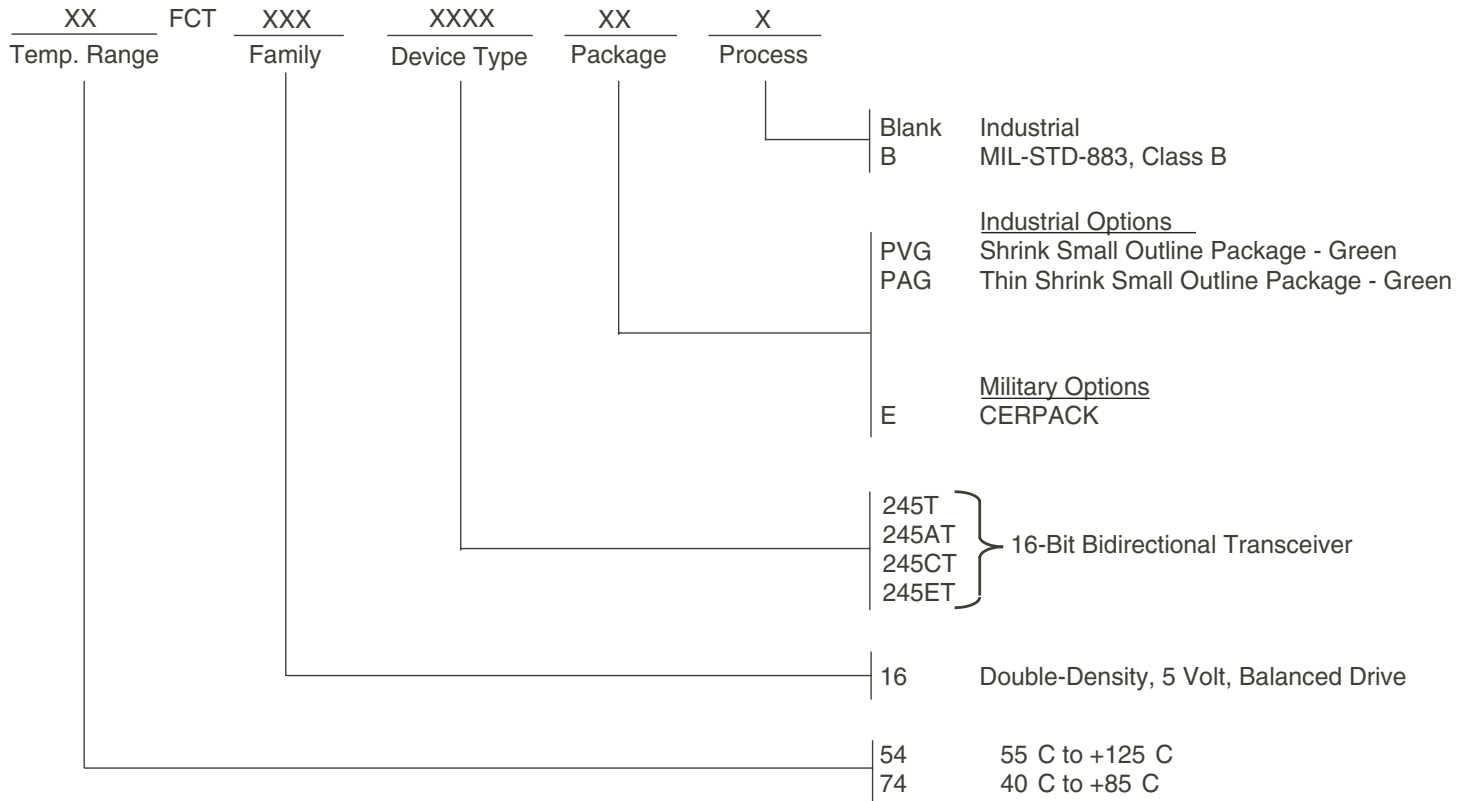 XX FCT XXX XXXX XX X
Temp. Range Family Device Type Package Process
Blank Industrial
B MIL-STD-883, Class B
Industrial Options
PVG Shrink Small Outline Package - Green
PAG Thin Shrink Small Outline Package - Green
Military Options
E CERPACK
245T
245AT
245CT
245ET
16-Bit Bidirectional Transceiver
16 Double-Density, 5 Volt, Balanced Drive
54 55 C to +125 C
74 40 C to +85 C